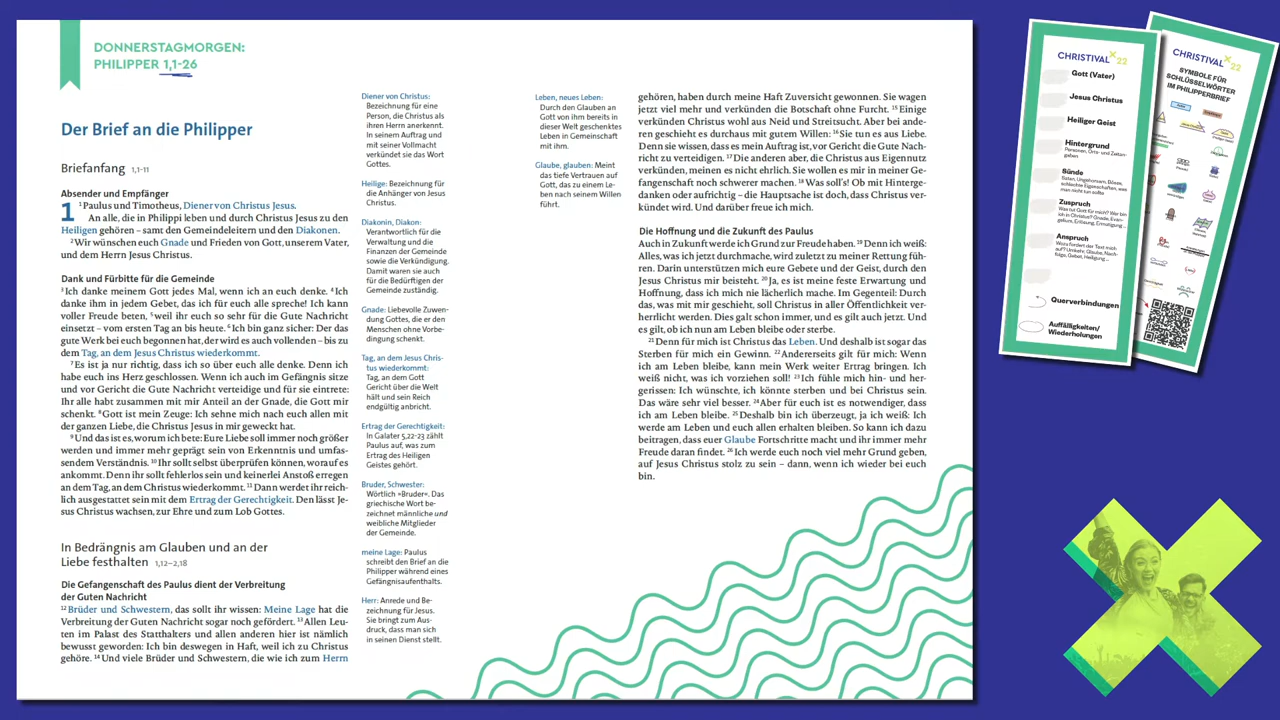 DONNERSTAGMORGEN:
PHILIPPER 1,1-26
Der Brief an die Philipper
Briefanfang 1,1-11
Absender und Empfänger
1 ¹Paulus und Timotheus, Diener von Christus Jesus.
An alle, die in Philippi leben und durch Christus Jesus zu den
Heiligen gehören – samt den Gemeindeleitern und den Diakonen.
²Wir wünschen euch Gnade und Frieden von Gott, unserem Vater,
und dem Herrn Jesus Christus.
Dank und Fürbitte für die Gemeinde
³Ich danke meinem Gott jedes Mal, wenn ich an euch denke. ⁴Ich
danke ihm in jedem Gebet, das ich für euch alle spreche! Ich kann
voller Freude beten, ⁵weil ihr euch so sehr für die Gute Nachricht
einsetzt – vom ersten Tag an bis heute. ⁶Ich bin ganz sicher: Der das
gute Werk bei euch begonnen hat, der wird es auch vollenden – bis zu
dem Tag, an dem Jesus Christus wiederkommt.
⁷Es ist ja nur richtig, dass ich so über euch alle denke. Denn ich
habe euch ins Herz geschlossen. Wenn ich auch im Gefängnis sitze
und vor Gericht die Gute Nachricht verteidige und für sie eintrete:
Ihr alle habt zusammen mit mir Anteil an der Gnade, die Gott mir
schenkt. ⁸Gott ist mein Zeuge: Ich sehne mich nach euch allen mit
der ganzen Liebe, die Christus Jesus in mir geweckt hat.
⁹Und das ist es, worum ich bete: Eure Liebe soll immer noch größer
werden und immer mehr geprägt sein von Erkenntnis und umfas-
sendem Verständnis. ¹⁰Ihr sollt selbst überprüfen können, worauf es
ankommt. Denn ihr sollt fehlerlos sein und keinerlei Anstoß erregen
an dem Tag, an dem Christus wiederkommt. ¹¹Dann werdet ihr reich-
lich ausgestattet sein mit dem Ertrag der Gerechtigkeit. Den lässt Je-
sus Christus wachsen, zur Ehre und zum Lob Gottes.
In Bedrängnis am Glauben und an der
Liebe festhalten 1,12–2,18
Die Gefangenschaft des Paulus dient der Verbreitung
der Guten Nachricht
¹²Brüder und Schwestern, das sollt ihr wissen: Meine Lage hat die
Verbreitung der Guten Nachricht sogar noch gefördert. ¹³Allen Leu-
ten im Palast des Statthalters und allen anderen hier ist nämlich
bewusst geworden: Ich bin deswegen in Haft, weil ich zu Christus
gehöre. ¹⁴Und viele Brüder und Schwestern, die wie ich zum Herrn
Diener von Christus:
Bezeichnung für eine
Person, die Christus als
ihren Herrn anerkennt.
In seinem Auftrag und
mit seiner Vollmacht
verkündet sie das Wort
Gottes.
Heilige: Bezeichnung für
die Anhänger von Jesus
Christus.
Diakonin, Diakon:
Verantwortlich für die
Verwaltung und die
Finanzen der Gemeinde
sowie die Verkündigung.
Damit waren sie auch
für die Bedürftigen der
Gemeinde zuständig.
Gnade: Liebevolle Zuwen-
dung Gottes, die er den
Menschen ohne Vorbe-
dingung schenkt.
Tag, an dem Jesus Chris-
tus wiederkommt:
Tag, an dem Gott
Gericht über die Welt
hält und sein Reich
endgültig anbricht.
Ertrag der Gerechtigkeit:
In Galater 5,22-23 zählt
Paulus auf, was zum
Ertrag des Heiligen
Geistes gehört.
Bruder, Schwester:
Wörtlich »Bruder«. Das
griechische Wort be-
zeichnet männliche und
weibliche Mitglieder
der Gemeinde.
meine Lage: Paulus
schreibt den Brief an die
Philipper während eines
Gefängnisaufenthalts.
Herr: Anrede und Be-
zeichnung für Jesus.
Sie bringt zum Aus-
druck, dass man sich
in seinen Dienst stellt.
Leben, neues Leben:
Durch den Glauben an
Gott von ihm bereits in
dieser Welt geschenktes
Leben in Gemeinschaft
mit ihm.
Glaube, glauben: Meint
das tiefe Vertrauen auf
Gott, das zu einem Le-
ben nach seinem Willen
führt.
gehören, haben durch meine Haft Zuversicht gewonnen. Sie wagen
jetzt viel mehr und verkünden die Botschaft ohne Furcht. ¹⁵Einige
verkünden Christus wohl aus Neid und Streitsucht. Aber bei ande-
ren geschieht es durchaus mit gutem Willen: ¹⁶Sie tun es aus Liebe.
Denn sie wissen, dass es mein Auftrag ist, vor Gericht die Gute Nach-
richt zu verteidigen. ¹⁷Die anderen aber, die Christus aus Eigennutz
verkünden, meinen es nicht ehrlich. Sie wollen es mir in meiner Ge-
fangenschaft noch schwerer machen. ¹⁸Was soll's! Ob mit Hinterge-
danken oder aufrichtig – die Hauptsache ist doch, dass Christus ver-
kündet wird. Und darüber freue ich mich.
Die Hoffnung und die Zukunft des Paulus
Auch in Zukunft werde ich Grund zur Freude haben. ¹⁹Denn ich weiß:
Alles, was ich jetzt durchmache, wird zuletzt zu meiner Rettung füh-
ren. Darin unterstützen mich eure Gebete und der Geist, durch den
Jesus Christus mir beisteht. ²⁰Ja, es ist meine feste Erwartung und
Hoffnung, dass ich mich nie lächerlich mache. Im Gegenteil: Durch
das, was mit mir geschieht, soll Christus in aller Öffentlichkeit ver-
herrlicht werden. Dies galt schon immer, und es gilt auch jetzt. Und
es gilt, ob ich nun am Leben bleibe oder sterbe.
²¹Denn für mich ist Christus das Leben. Und deshalb ist sogar das
Sterben für mich ein Gewinn. ²²Andererseits gilt für mich: Wenn
ich am Leben bleibe, kann mein Werk weiter Ertrag bringen. Ich
weiß nicht, was ich vorziehen soll! ²³Ich fühle mich hin- und her-
gerissen: Ich wünschte, ich könnte sterben und bei Christus sein.
Das wäre sehr viel besser. ²⁴Aber für euch ist es notwendiger, dass
ich am Leben bleibe. ²⁵Deshalb bin ich überzeugt, ja ich weiß: Ich
werde am Leben und euch allen erhalten bleiben. So kann ich dazu
beitragen, dass euer Glaube Fortschritte macht und ihr immer mehr
Freude daran findet. ²⁶Ich werde euch noch viel mehr Grund geben,
auf Jesus Christus stolz zu sein – dann, wenn ich wieder bei euch
bin.
CHRISTIVAL 22
Gott (Vater)
Jesus Christus
Heiliger Geist
Hintergrund
Personen, Orts- und Zeitan-
gaben
Sünde
Zuspruch
Anspruch
Querverbindungen
Auffälligkeiten/
Wiederholungen
CHRISTIVAL 22
SYMBOLE FÜR
SCHLÜSSELWÖRTER
IM PHILIPPERBRIEF